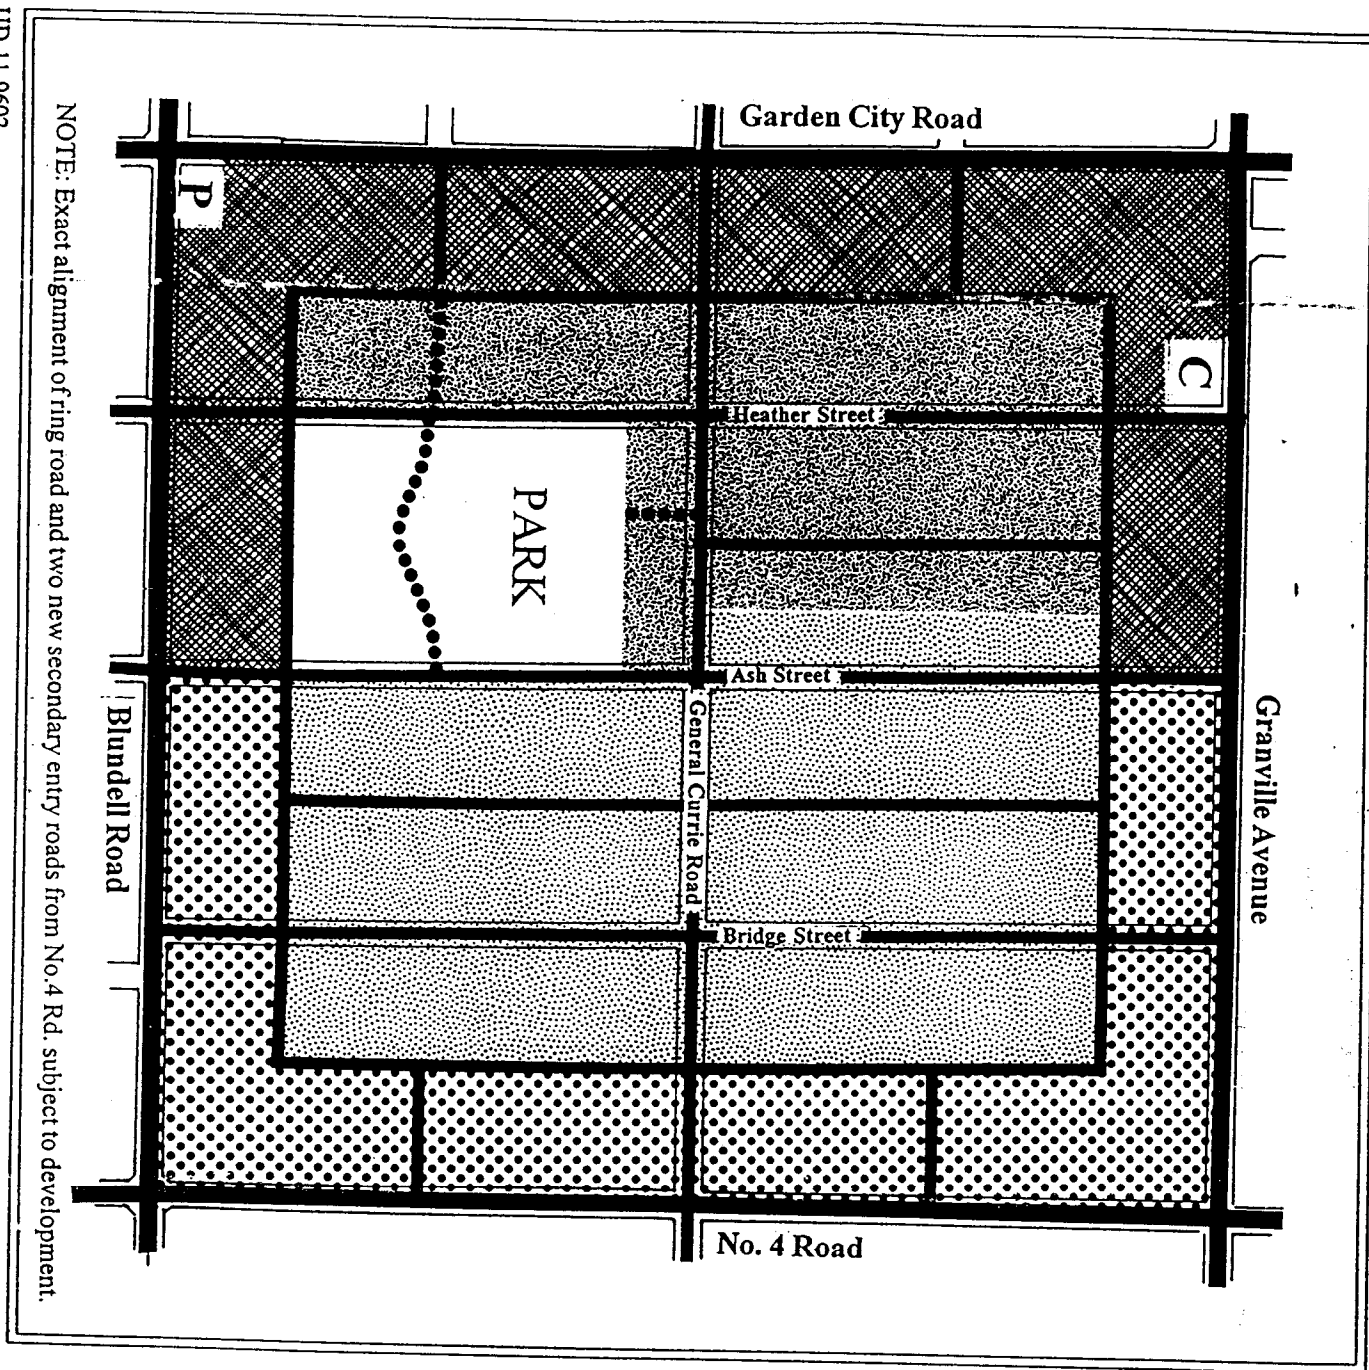 Garden City Road
P
C
Heather Street
PARK
Ash Street
General Currie Road
Granville Avenue
Blundell Road
Bridge Street
No. 4 Road
NOTE: Exact alignment of ring road and two new secondary entry roads from No.4 Rd. subject to development.